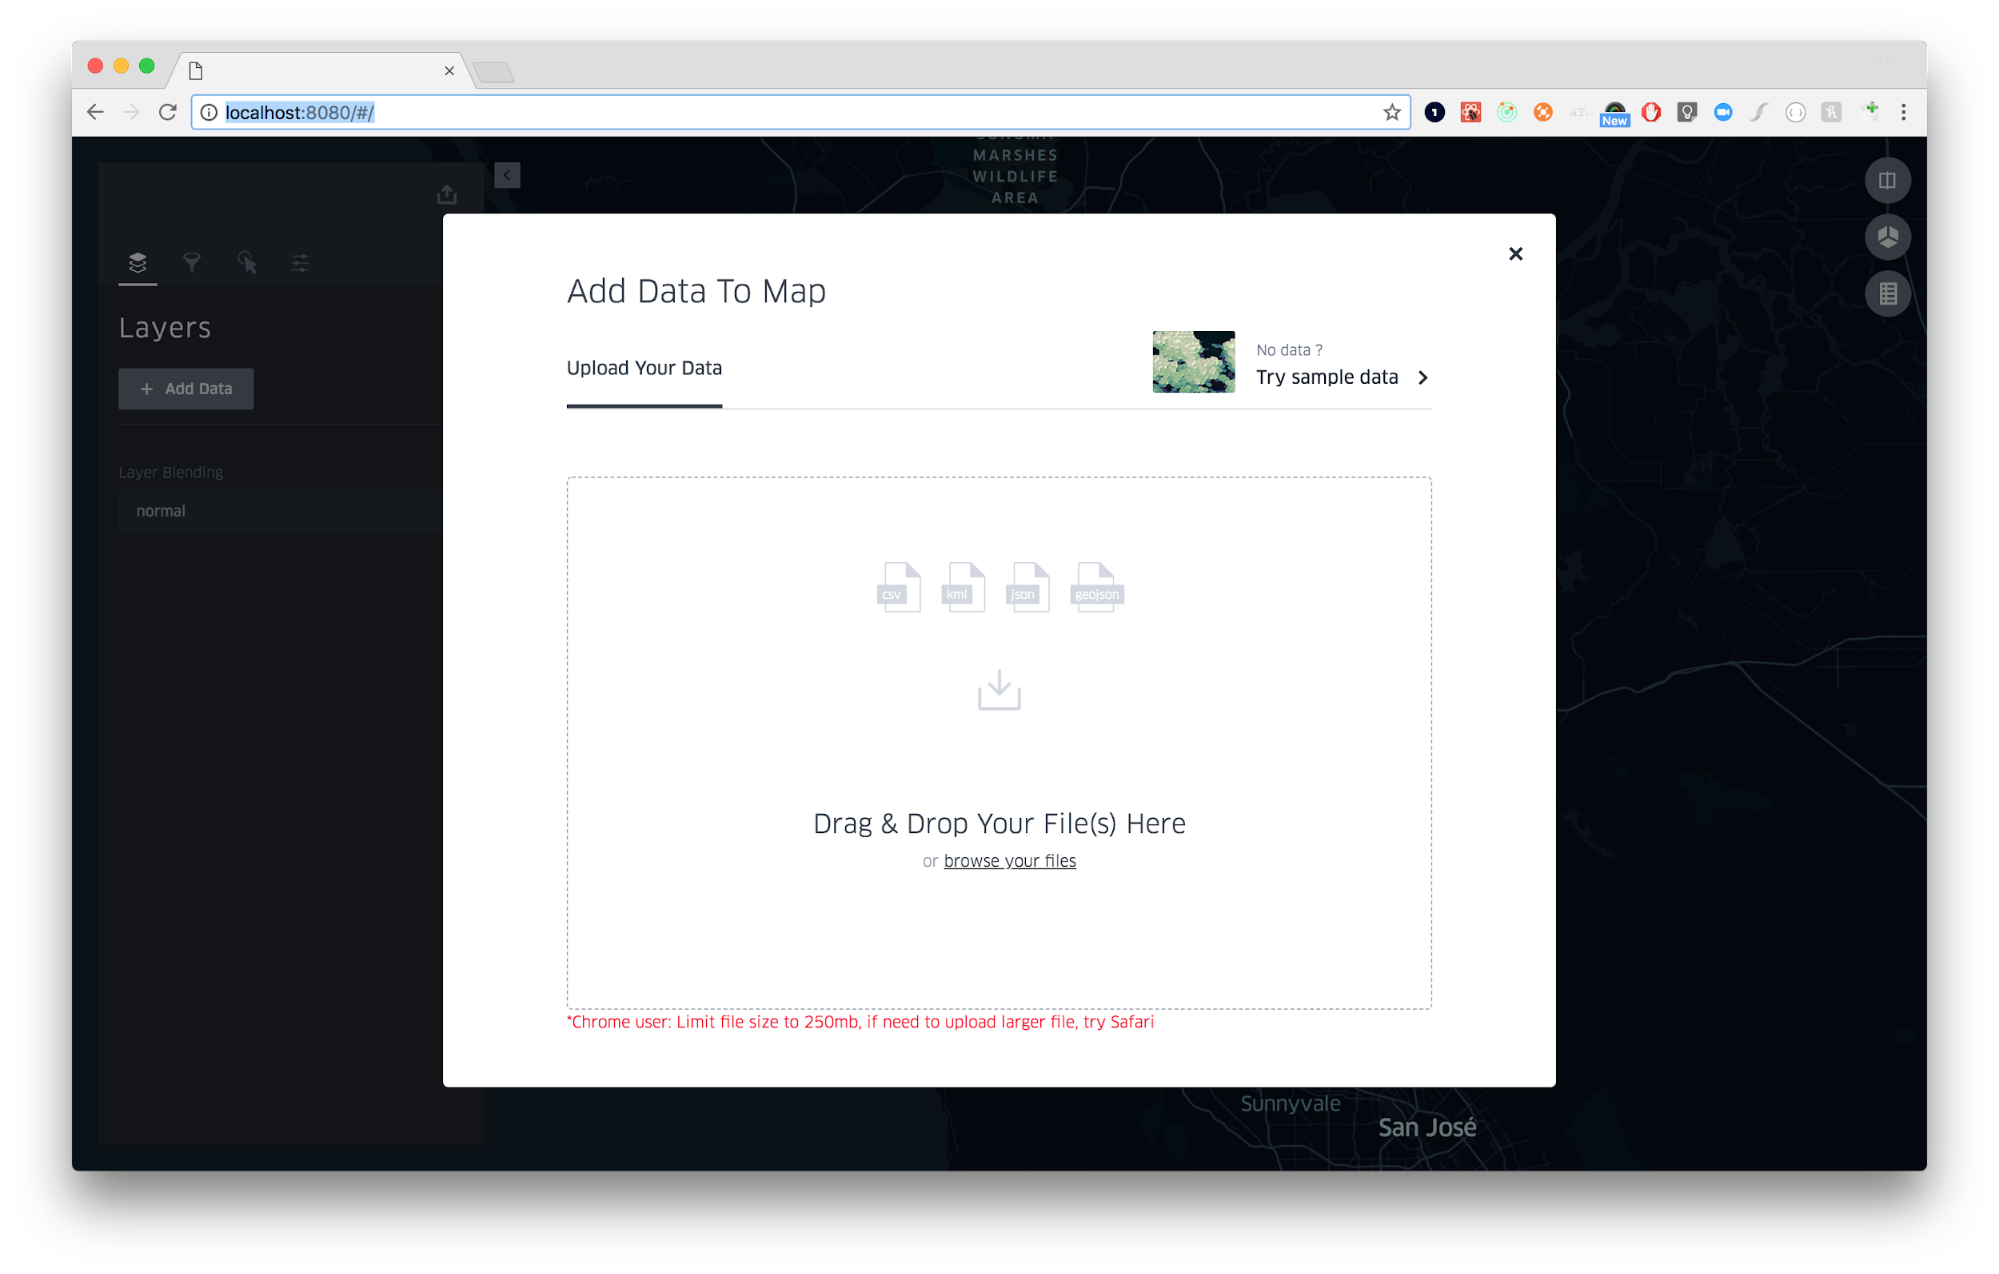 localhost:8080/#/
New
MARSHES
WILDLIFE
AREA
Layers
+ Add Data
Layer Blending
normal
Add Data To Map
Upload Your Data
No data ?
Try sample data
csv
kml
json
geojson
Drag & Drop Your File(s) Here
or browse your files
*Chrome user: Limit file size to 250mb, if need to upload larger file, try Safari
Sunnyvale
San José